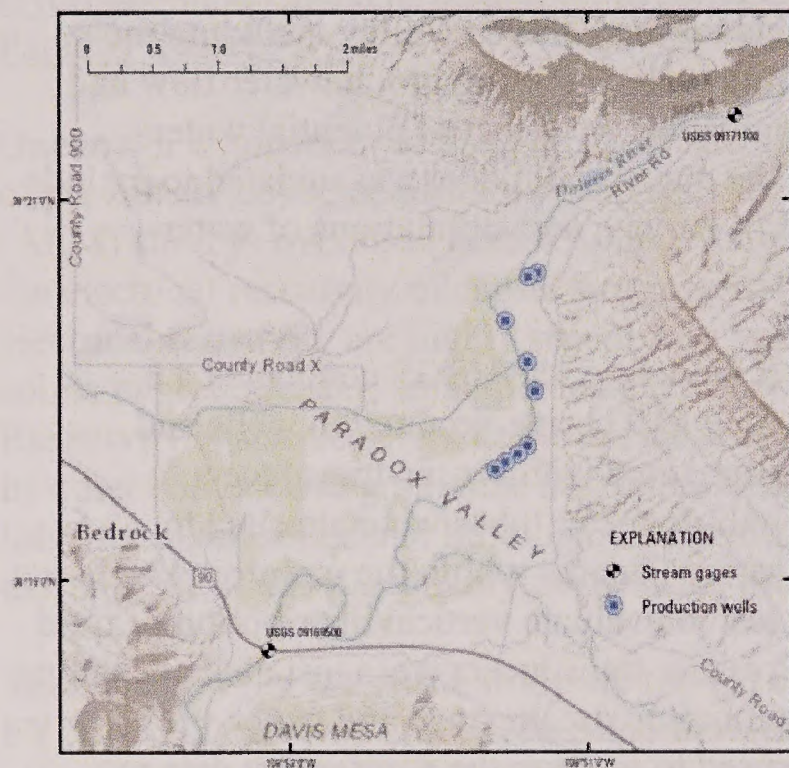 0 0.5 1.0 2 miles
County Road 900
USGS 09171100
Dolores River
River Rd
County Road X
PARADOX VALLEY
Bedrock
90
USGS 09169500
EXPLANATION
Stream gages
Production wells
County Road
DAVIS MESA